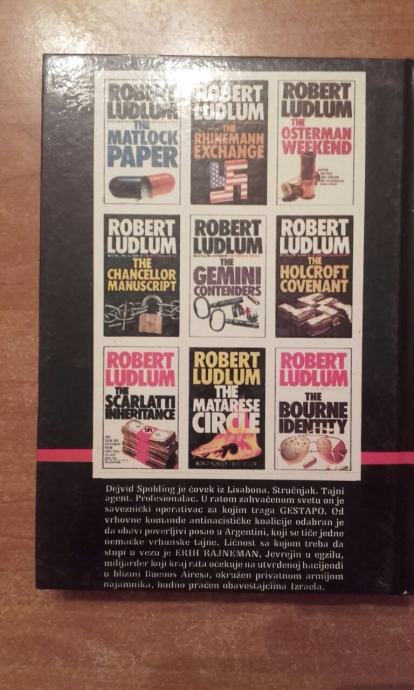 ROBERT
LUDLUM
THE
MATLOCK
PAPER
ROBERT
LUDLUM
THE
RHINEMANN
EXCHANGE
ROBERT
LUDLUM
THE
OSTERMAN
WEEKEND
ROBERT
LUDLUM
THE
CHANCELLOR
MANUSCRIPT
ROBERT
LUDLUM
THE
GEMINI
CONTENDERS
ROBERT
LUDLUM
THE
HOLCROFT
COVENANT
ROBERT
LUDLUM
THE
SCARLATTI
INHERITANCE
ROBERT
LUDLUM
THE
MATARESE
CIRCLE
ROBERT
LUDLUM
THE
BOURNE
IDENTITY
Dejvid Spolding je čovek iz Lisabona. Stručnjak. Tajni
agent. Profesionalac. U ratom zahvaćenom svetu on je
saveznički operativac za kojim traga GESTAPO. Od
vrhovne komande antinacističke koalicije odabran je
da obavi poverljivi posao u Argentini, koji se tiče jedne
nemačke vrhunske tajne. Ličnost sa kojom treba da
stupi u vezu je ERIH RAJNEMAN, Jevrejin u egzilu,
milijarder koji kraj rata očekuje na utvrđenoj hacijendi
u blizini Buenos Airesa, okružen privatnom armijom
najamnika, budno praćen obaveštajcima Izraela.